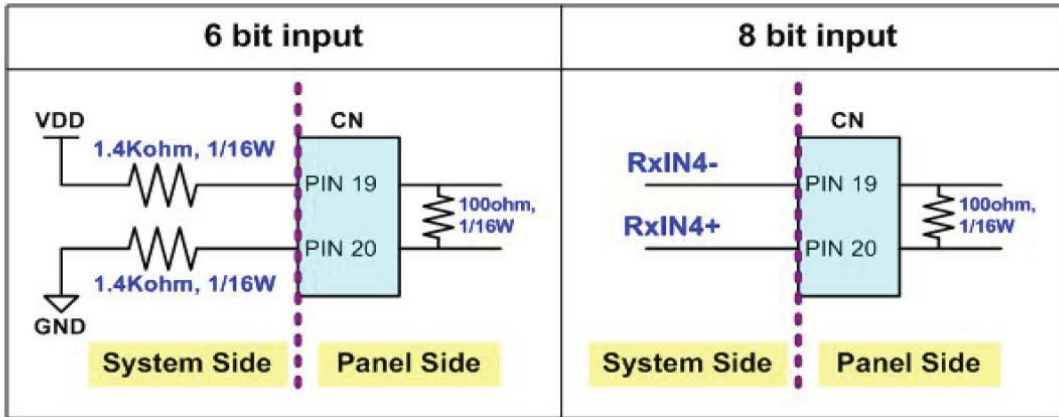 6 bit input
8 bit input
VDD
1.4Kohm, 1/16W
CN
PIN 19
100ohm,
1/16W
PIN 20
1.4Kohm, 1/16W
GND
System Side
Panel Side
RxIN4-
CN
PIN 19
100ohm,
1/16W
RxIN4+
PIN 20
System Side
Panel Side